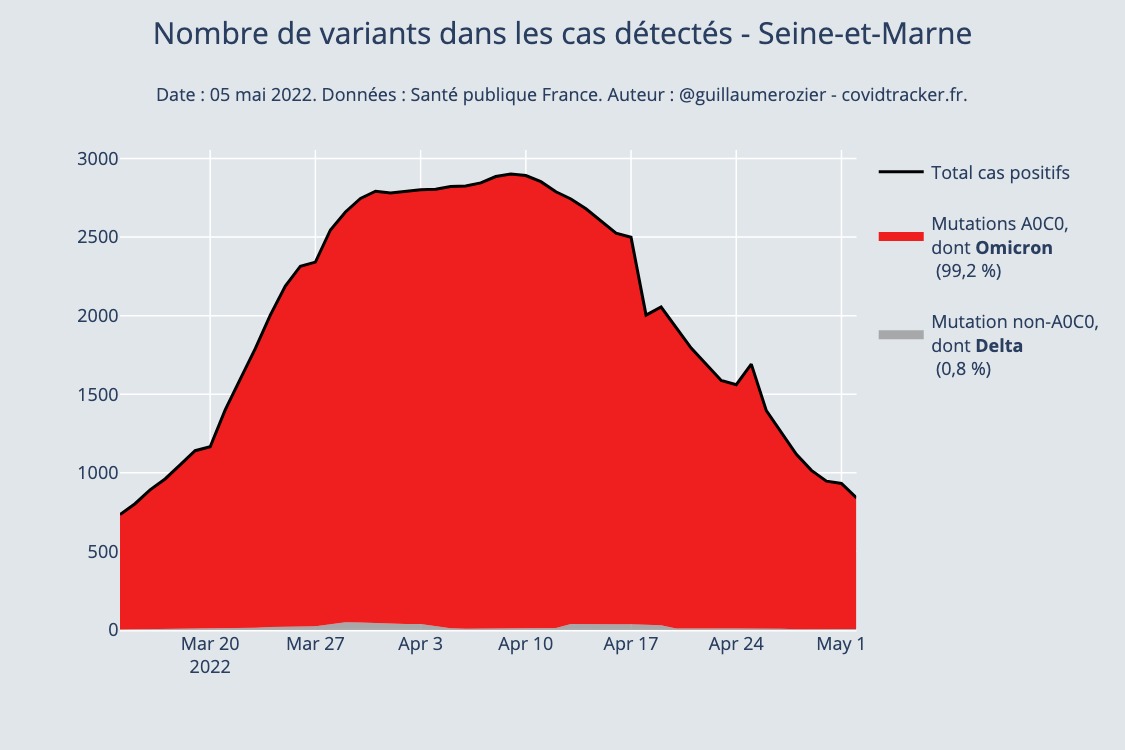 Nombre de variants dans les cas détectés - Seine-et-Marne
Date : 05 mai 2022. Données : Santé publique France. Auteur : @guillaumerozier - covidtracker.fr.
3000
2500
2000
1500
1000
500
0
Mar 20
2022
Mar 27
Apr 3
Apr 10
Apr 17
Apr 24
May 1
Total cas positifs
Mutations A0C0,
dont Omicron
(99,2 %)
Mutation non-A0C0,
dont Delta
(0,8 %)